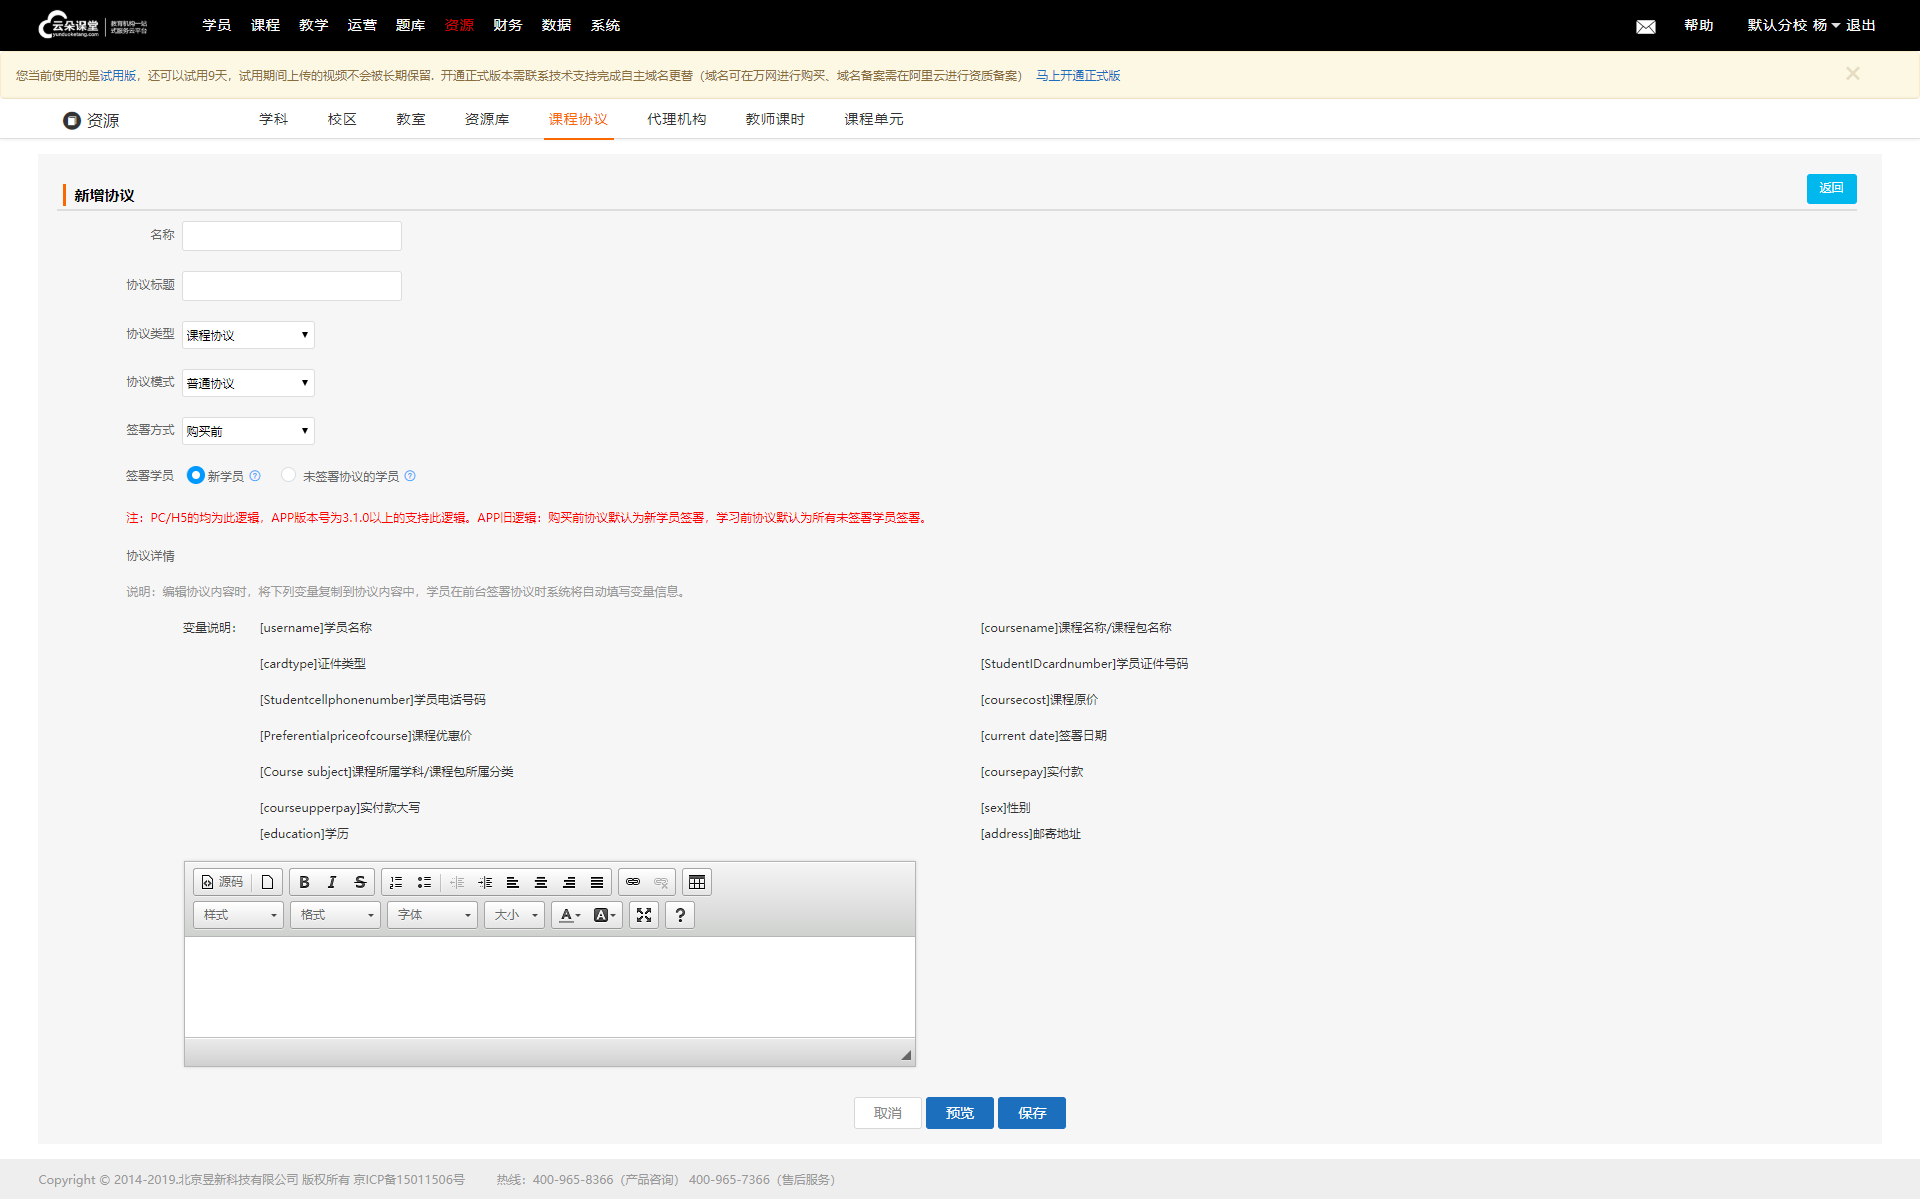 云朵课堂 教育机构一站
yunduoketang.com 式服务云平台
学员 课程 教学 运营 题库 资源 财务 数据 系统 帮助 默认分校 杨 退出
您当前使用的是试用版，还可以试用9天，试用期间上传的视频不会被长期保留. 开通正式版本需联系技术支持完成自主域名更替（域名可在万网进行购买、域名备案需在阿里云进行资质备案） 马上开通正式版
资源 学科 校区 教室 资源库 课程协议 代理机构 教师课时 课程单元
新增协议 返回
名称
协议标题
协议类型 课程协议
协议模式 普通协议
签署方式 购买前
签署学员 新学员 ? 未签署协议的学员 ?
注：PC/H5的均为此逻辑，APP版本号为3.1.0以上的支持此逻辑。APP旧逻辑：购买前协议默认为新学员签署，学习前协议默认为所有未签署学员签署。
协议详情
说明：编辑协议内容时，将下列变量复制到协议内容中，学员在前台签署协议时系统将自动填写变量信息。
变量说明： [username]学员名称 [coursename]课程名称/课程包名称
[cardtype]证件类型 [StudentIDcardnumber]学员证件号码
[Studentcellphonenumber]学员电话号码 [coursecost]课程原价
[Preferentialpriceofcourse]课程优惠价 [current date]签署日期
[Course subject]课程所属学科/课程包所属分类 [coursepay]实付款
[courseupperpay]实付款大写 [sex]性别
[education]学历 [address]邮寄地址
源码 B I S
样式 格式 字体 大小 A A ?
取消 预览 保存
Copyright © 2014-2019.北京昱新科技有限公司 版权所有 京ICP备15011506号 热线：400-965-8366（产品咨询） 400-965-7366（售后服务）